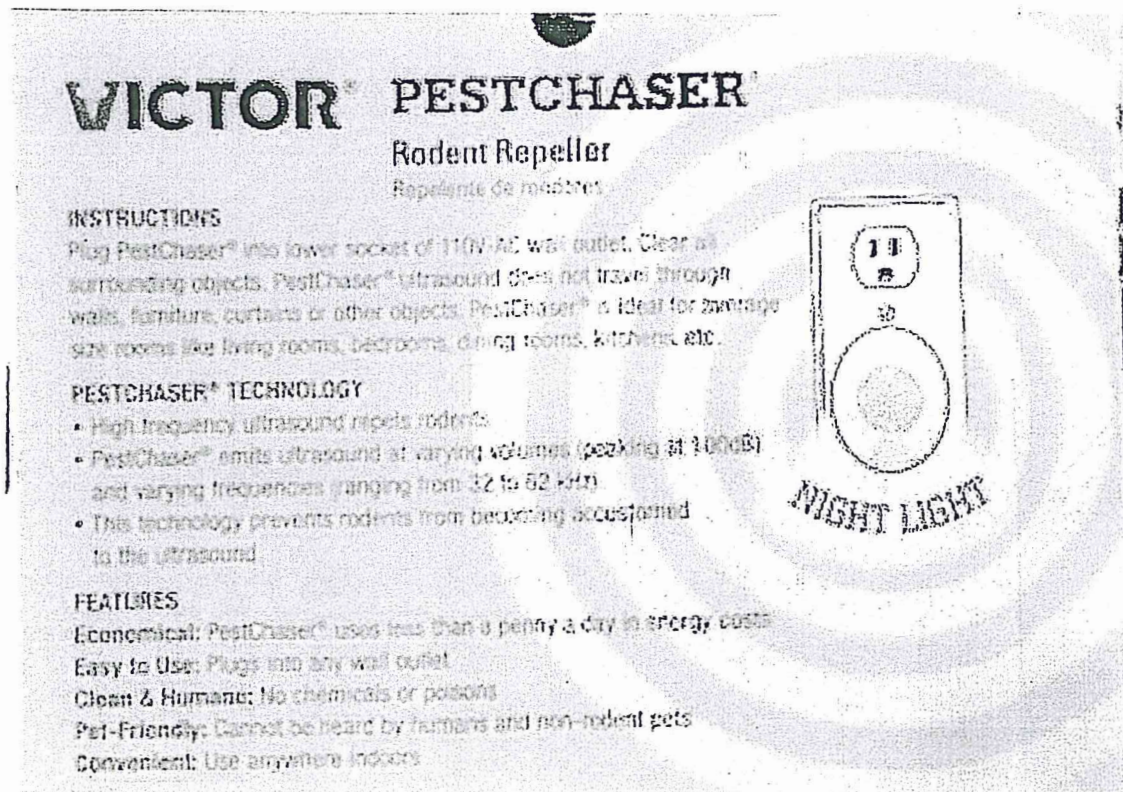 VICTOR® PESTCHASER®
Rodent Repeller
Repelente de roedores
INSTRUCTIONS
Plug PestChaser® into lower socket of 110V-AC wall outlet. Clear all
surrounding objects. PestChaser® ultrasound does not travel through
walls, furniture, curtains or other objects. PestChaser® is ideal for average
size rooms like living rooms, bedrooms, dining rooms, kitchens, etc.
PESTCHASER® TECHNOLOGY
• High frequency ultrasound repels rodents
• PestChaser® emits ultrasound at varying volumes (peaking at 100dB)
and varying frequencies (ranging from 32 to 62 kHz)
• This technology prevents rodents from becoming accustomed
to the ultrasound
NIGHT LIGHT
FEATURES
Economical: PestChaser® uses less than a penny a day in energy costs
Easy to Use: Plugs into any wall outlet
Clean & Humane: No chemicals or poisons
Pet-Friendly: Cannot be heard by humans and non-rodent pets
Convenient: Use anywhere indoors